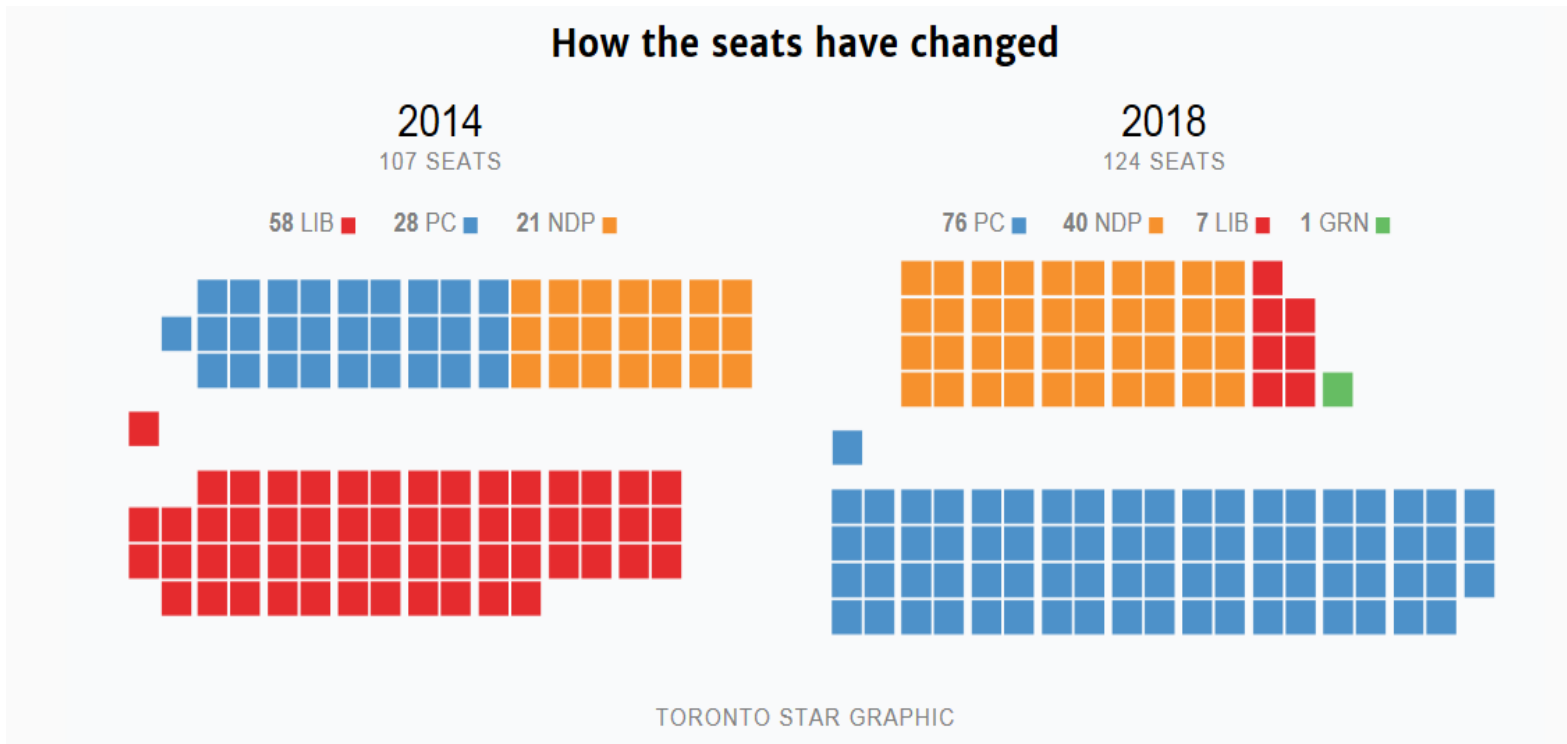 How the seats have changed
2014
107 SEATS
58 LIB 28 PC 21 NDP
2018
124 SEATS
76 PC 40 NDP 7 LIB 1 GRN
TORONTO STAR GRAPHIC